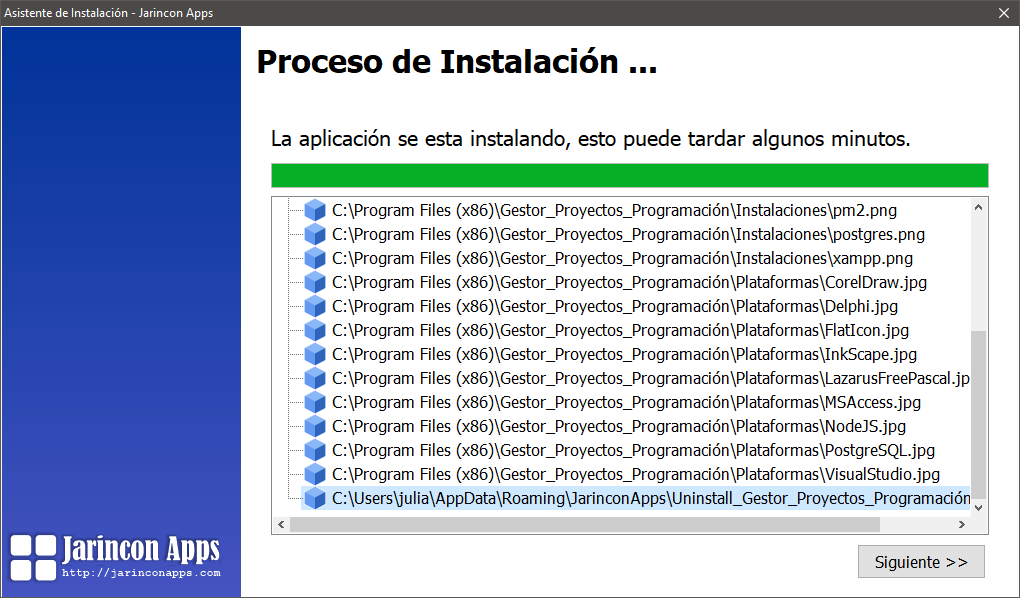 Asistente de Instalación - Jarincon Apps
Proceso de Instalación ...
La aplicación se esta instalando, esto puede tardar algunos minutos.
C:\Program Files (x86)\Gestor_Proyectos_Programación\Instalaciones\pm2.png
C:\Program Files (x86)\Gestor_Proyectos_Programación\Instalaciones\postgres.png
C:\Program Files (x86)\Gestor_Proyectos_Programación\Instalaciones\xampp.png
C:\Program Files (x86)\Gestor_Proyectos_Programación\Plataformas\CorelDraw.jpg
C:\Program Files (x86)\Gestor_Proyectos_Programación\Plataformas\Delphi.jpg
C:\Program Files (x86)\Gestor_Proyectos_Programación\Plataformas\FlatIcon.jpg
C:\Program Files (x86)\Gestor_Proyectos_Programación\Plataformas\InkScape.jpg
C:\Program Files (x86)\Gestor_Proyectos_Programación\Plataformas\LazarusFreePascal.jp
C:\Program Files (x86)\Gestor_Proyectos_Programación\Plataformas\MSAccess.jpg
C:\Program Files (x86)\Gestor_Proyectos_Programación\Plataformas\NodeJS.jpg
C:\Program Files (x86)\Gestor_Proyectos_Programación\Plataformas\PostgreSQL.jpg
C:\Program Files (x86)\Gestor_Proyectos_Programación\Plataformas\VisualStudio.jpg
C:\Users\julia\AppData\Roaming\JarinconApps\Uninstall_Gestor_Proyectos_Programación
Jarincon Apps
http://jarinconapps.com
Siguiente >>